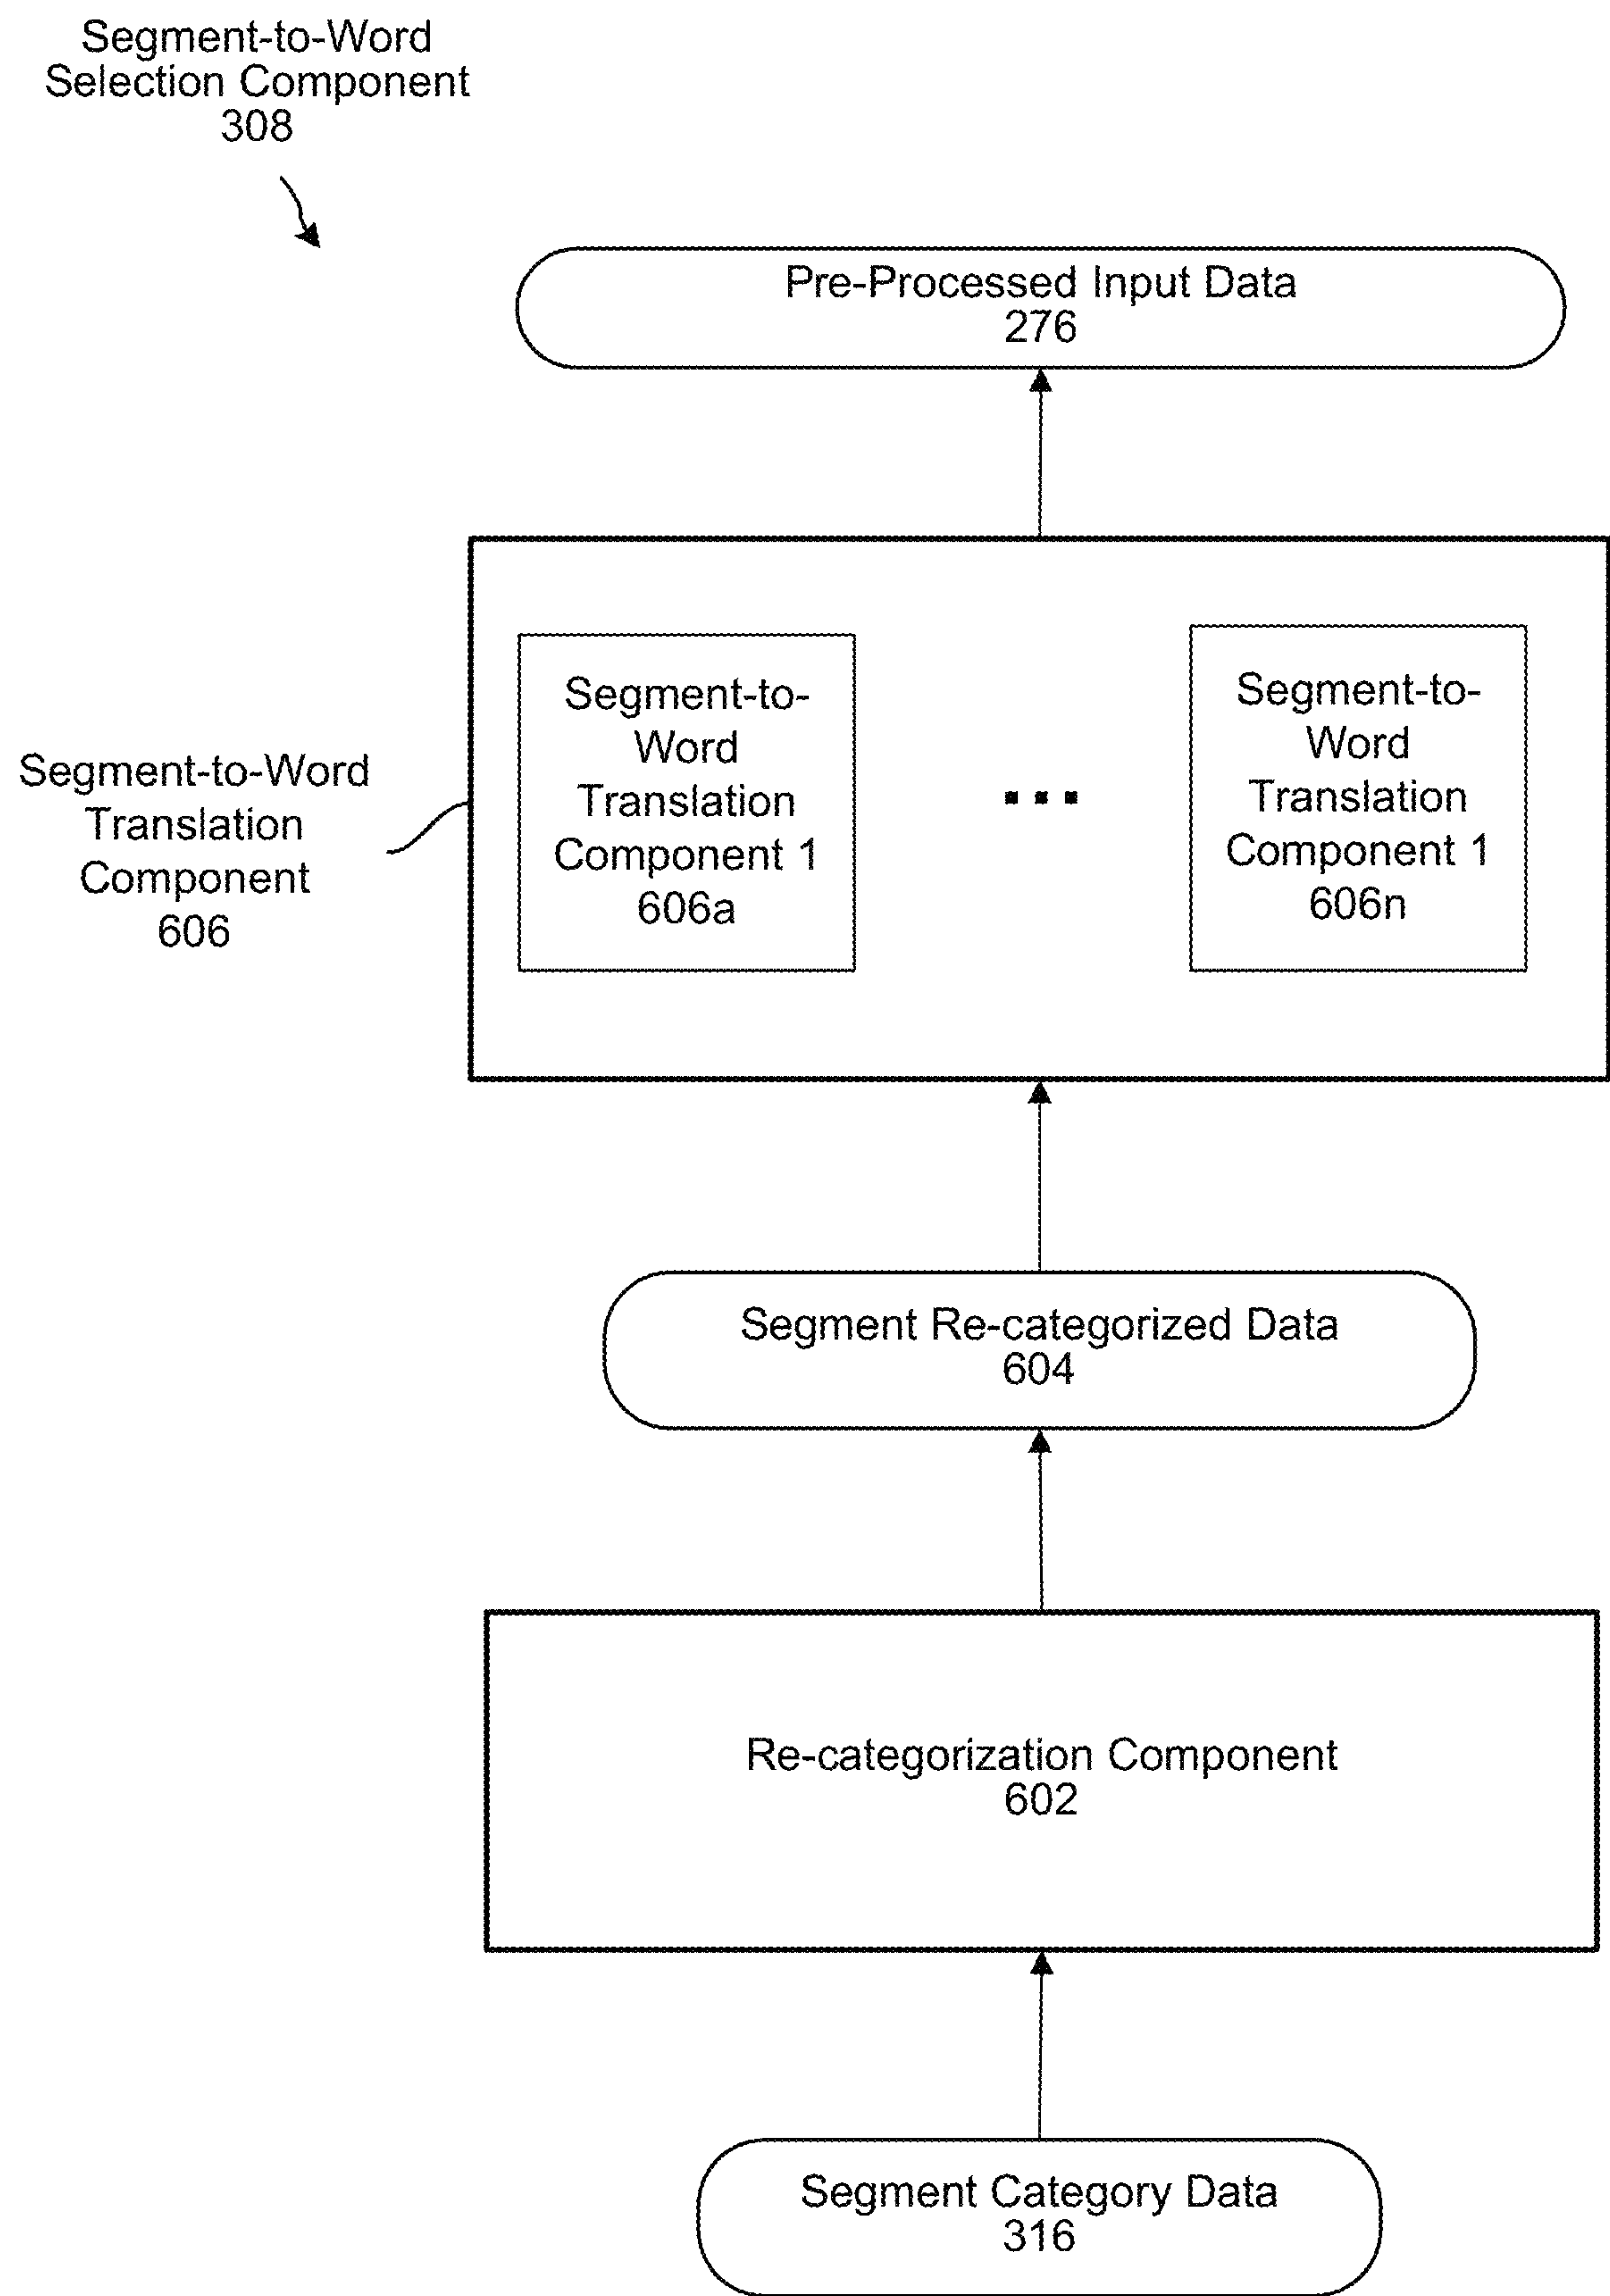 Segment-to-Word
Selection Component
308
Pre-Processed Input Data
276
Segment-to-Word
Translation
Component
606
Segment-to-
Word
Translation
Component 1
606a
Segment-to-
Word
Translation
Component 1
606n
Segment Re-categorized Data
604
Re-categorization Component
602
Segment Category Data
316